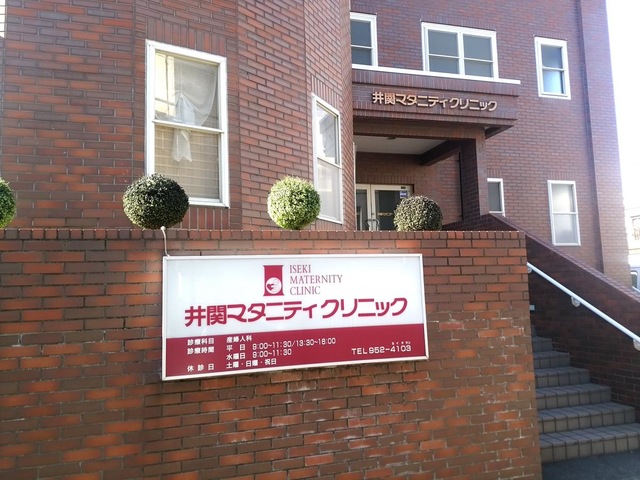 井関マタニティクリニック
ISEKI
MATERNITY
CLINIC
井関マタニティクリニック
診療科目 産婦人科
診療時間 平日 9:00~11:30/13:30~18:00
水曜日 9:00~11:30
休診日 土曜・日曜・祝日
TEL 952-4103